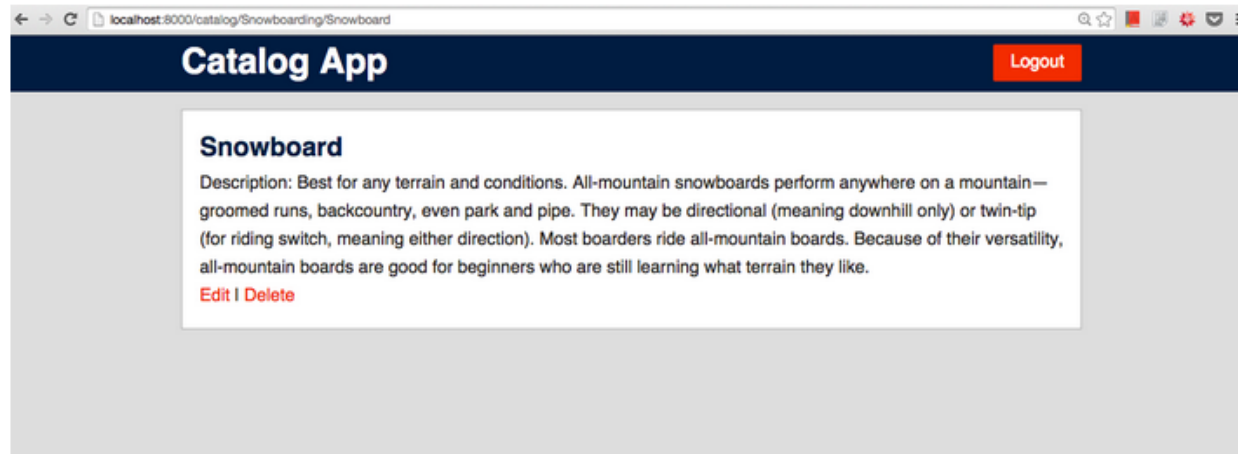 localhost:8000/catalog/Snowboarding/Snowboard
Catalog App
Logout
Snowboard
Description: Best for any terrain and conditions. All-mountain snowboards perform anywhere on a mountain—
groomed runs, backcountry, even park and pipe. They may be directional (meaning downhill only) or twin-tip
(for riding switch, meaning either direction). Most boarders ride all-mountain boards. Because of their versatility,
all-mountain boards are good for beginners who are still learning what terrain they like.
Edit | Delete